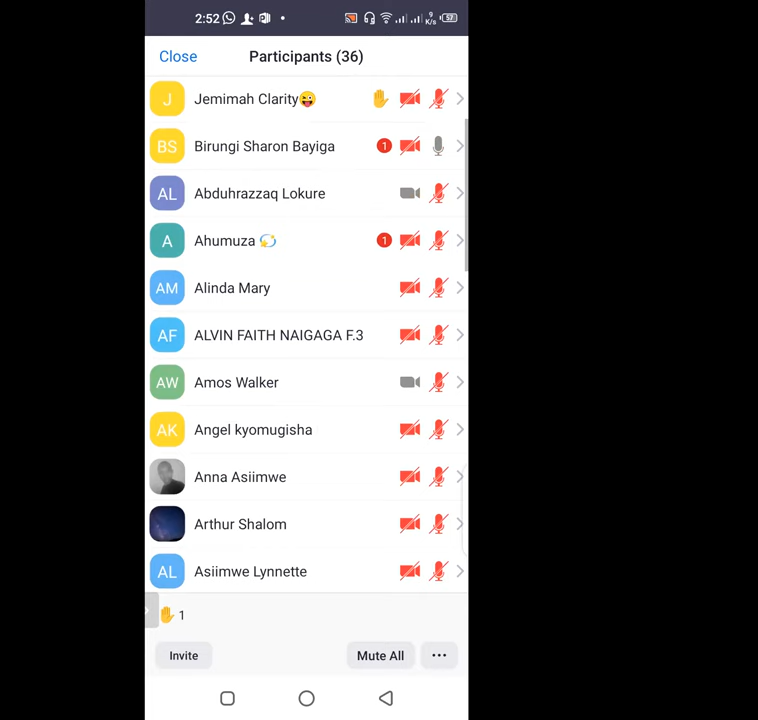 2:52 9 K/s 57
Close Participants (36)
J Jemimah Clarity😜
BS Birungi Sharon Bayiga 1
AL Abduhrazzaq Lokure
A Ahumuza 💫 1
AM Alinda Mary
AF ALVIN FAITH NAIGAGA F.3
AW Amos Walker
AK Angel kyomugisha
Anna Asiimwe
Arthur Shalom
AL Asiimwe Lynnette
✋ 1
Invite Mute All ...